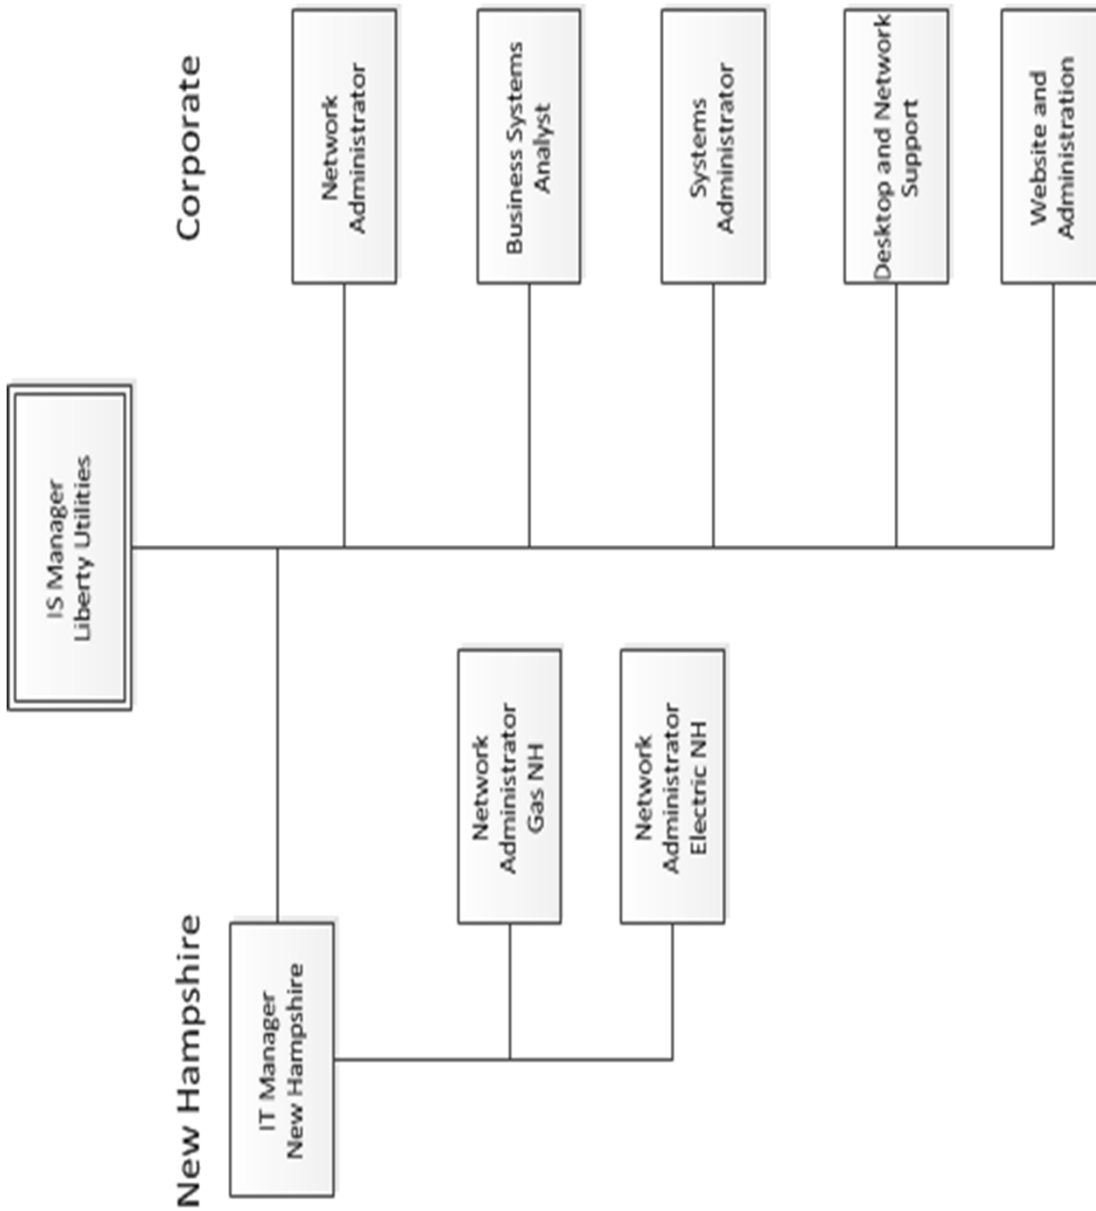 IS Manager
Liberty Utilities
New Hampshire
Corporate
IT Manager
New Hampshire
Network
Administrator
Gas NH
Network
Administrator
Electric NH
Network
Administrator
Business Systems
Analyst
Systems
Administrator
Desktop and Network
Support
Website and
Administration